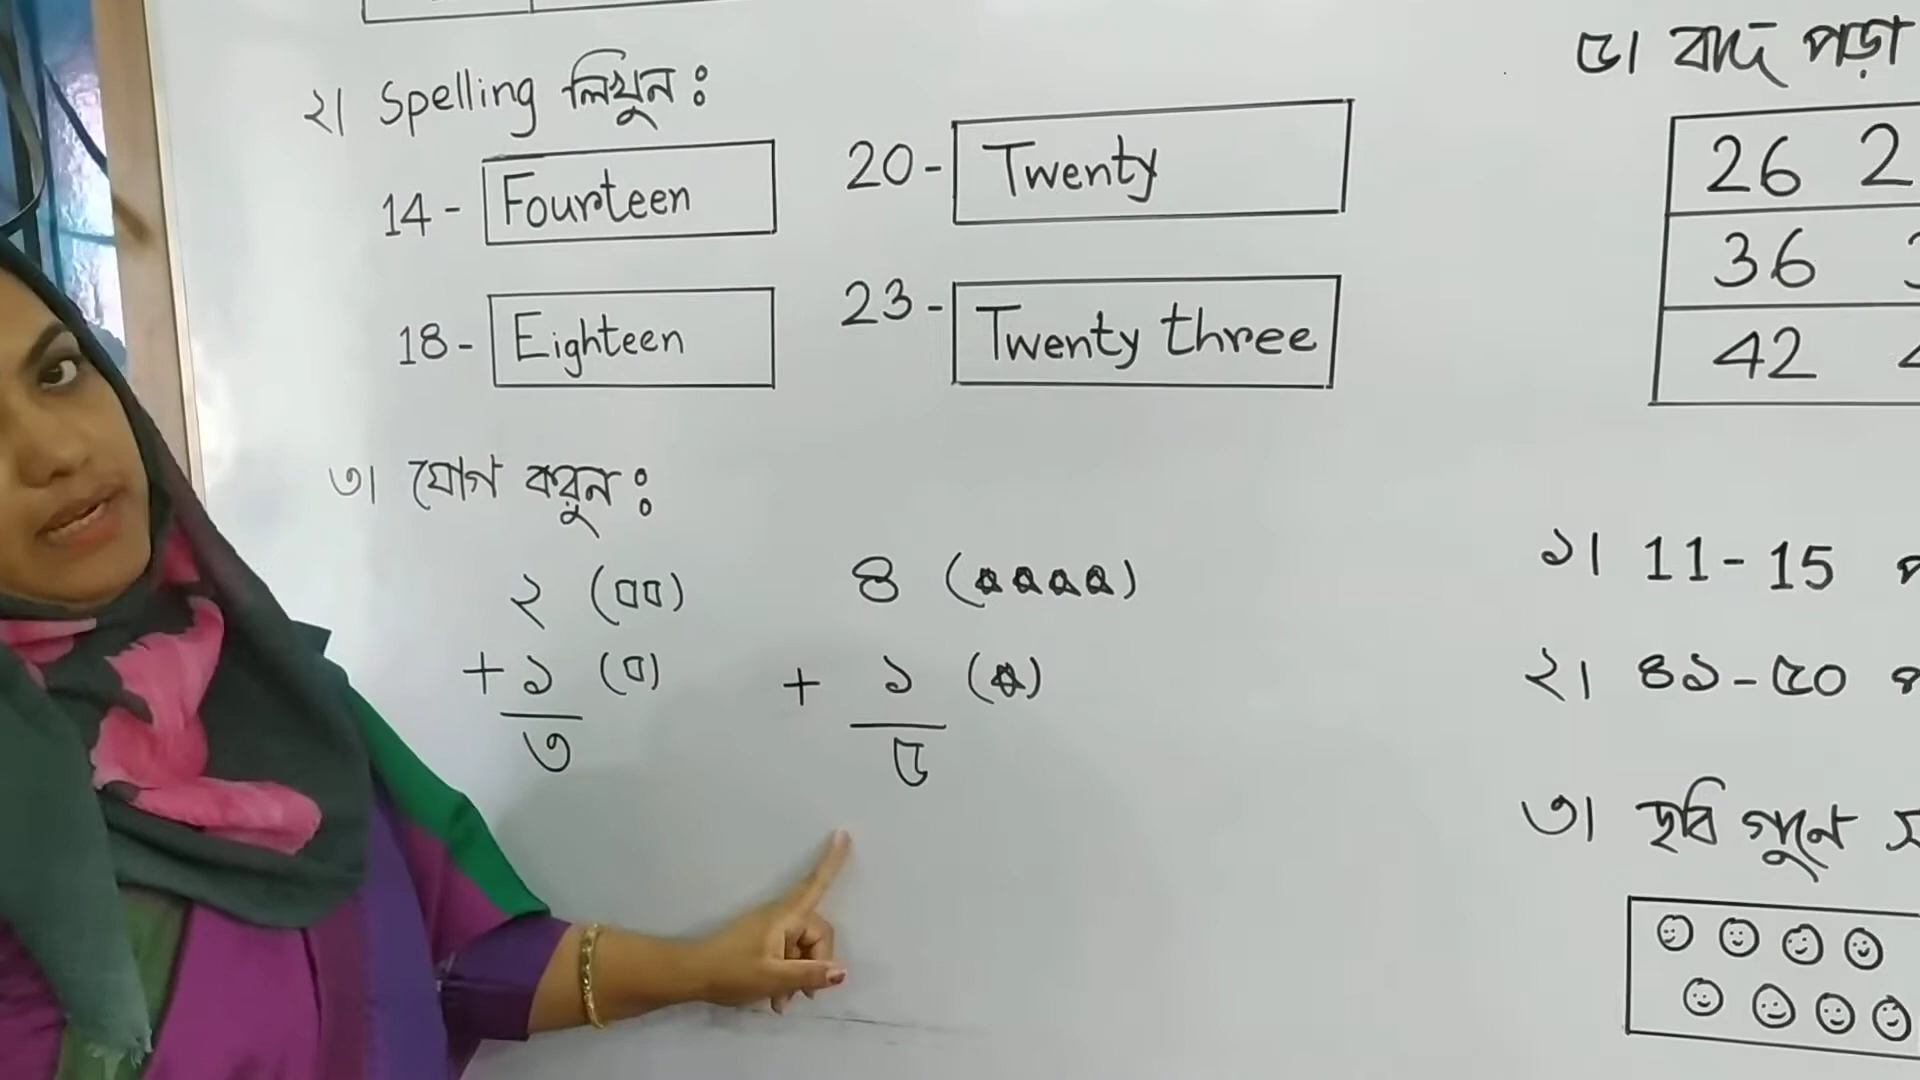 ২। Spelling লিখুন ঃ
14 - Fourteen
20 - Twenty
18 - Eighteen
23 - Twenty three
৩। যোগ করুন ঃ
২
+ ১
৩
৪
+ ১
৫
৫। বাদ পড়া
26 2
36
42
১। 11 - 15
২। ৪১ - ৫০
৩। ছবি গুনে